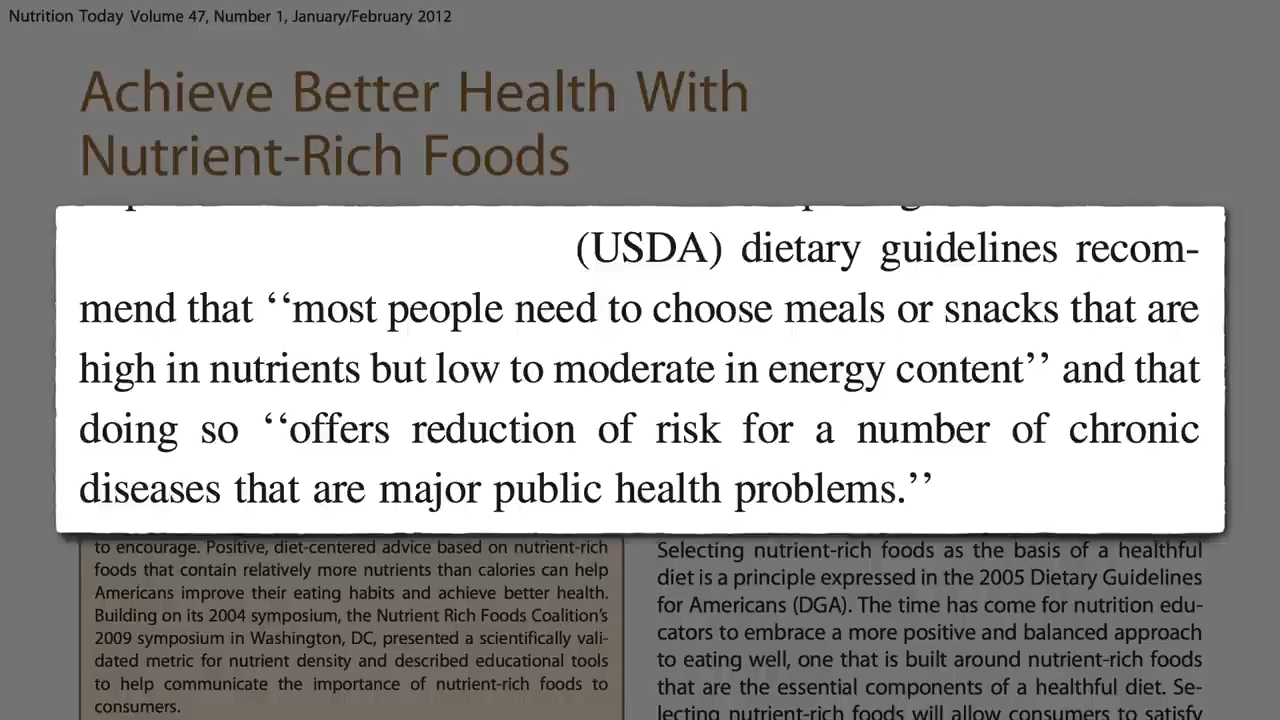 Nutrition Today Volume 47, Number 1, January/February 2012
Achieve Better Health With
Nutrient-Rich Foods
(USDA) dietary guidelines recom-
mend that ‘‘most people need to choose meals or snacks that are
high in nutrients but low to moderate in energy content’’ and that
doing so ‘‘offers reduction of risk for a number of chronic
diseases that are major public health problems.’’
to encourage. Positive, diet-centered advice based on nutrient-rich
foods that contain relatively more nutrients than calories can help
Americans improve their eating habits and achieve better health.
Building on its 2004 symposium, the Nutrient Rich Foods Coalition’s
2009 symposium in Washington, DC, presented a scientifically vali-
dated metric for nutrient density and described educational tools
to help communicate the importance of nutrient-rich foods to
consumers.
Selecting nutrient-rich foods as the basis of a healthful
diet is a principle expressed in the 2005 Dietary Guidelines
for Americans (DGA). The time has come for nutrition edu-
cators to embrace a more positive and balanced approach
to eating well, one that is built around nutrient-rich foods
that are the essential components of a healthful diet. Se-
lecting nutrient-rich foods will allow consumers to satisfy